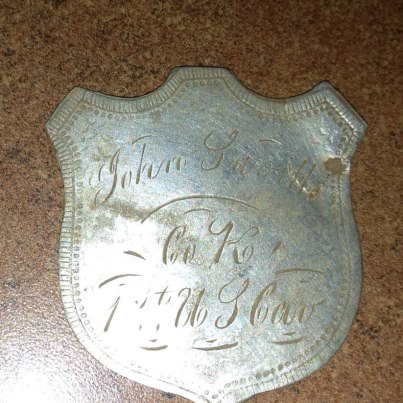 John
Co. K
1st U S Cav